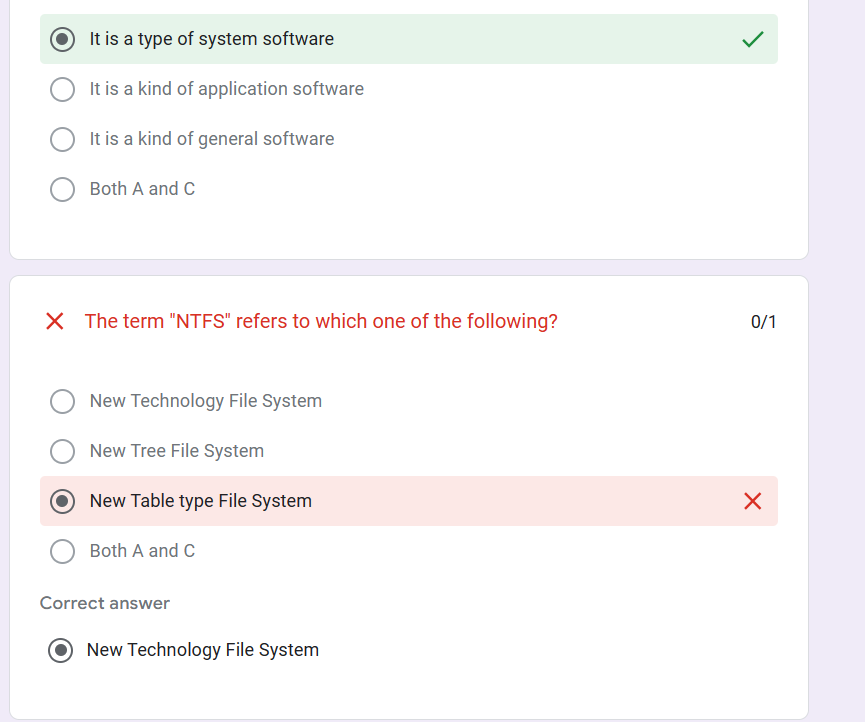 It is a type of system software
It is a kind of application software
It is a kind of general software
Both A and C
The term "NTFS" refers to which one of the following?
0/1
New Technology File System
New Tree File System
New Table type File System
Both A and C
Correct answer
New Technology File System